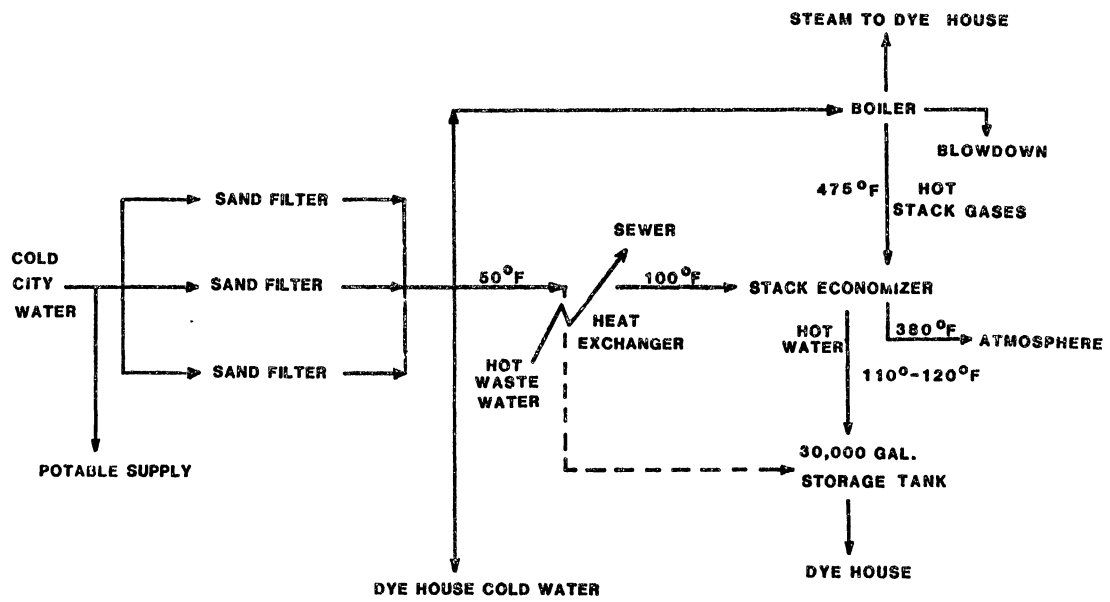 STEAM TO DYE HOUSE
BOILER
BLOWDOWN
475°F
HOT
STACK GASES
SAND FILTER
SEWER
COLD
CITY
WATER
SAND FILTER
50°F
100°F
STACK ECONOMIZER
HEAT
EXCHANGER
HOT
WATER
380°F
ATMOSPHERE
HOT
WASTE
WATER
SAND FILTER
110°-120°F
POTABLE SUPPLY
30,000 GAL.
STORAGE TANK
DYE HOUSE COLD WATER
DYE HOUSE